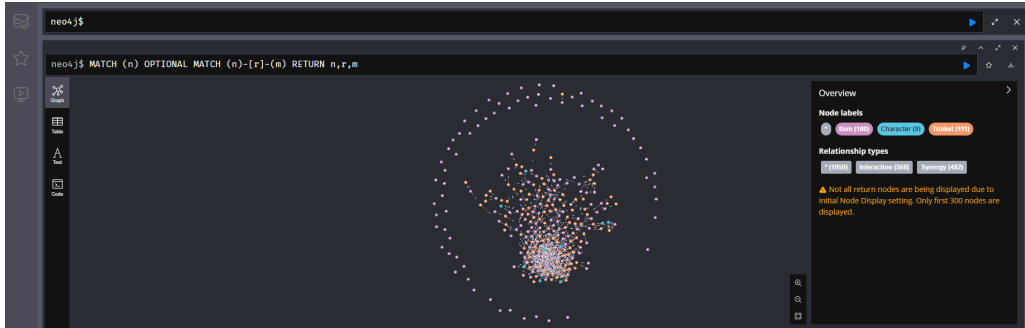 neo4j$
neo4j$ MATCH (n) OPTIONAL MATCH (n)-[r]-(m) RETURN n,r,m
Graph
Table
Text
Code
Overview
Node labels
* Item (180) Character (9) Trinket (111)
Relationship types
* (1050) Interaction (568) Synergy (482)
Not all return nodes are being displayed due to
Initial Node Display setting. Only first 300 nodes are
displayed.